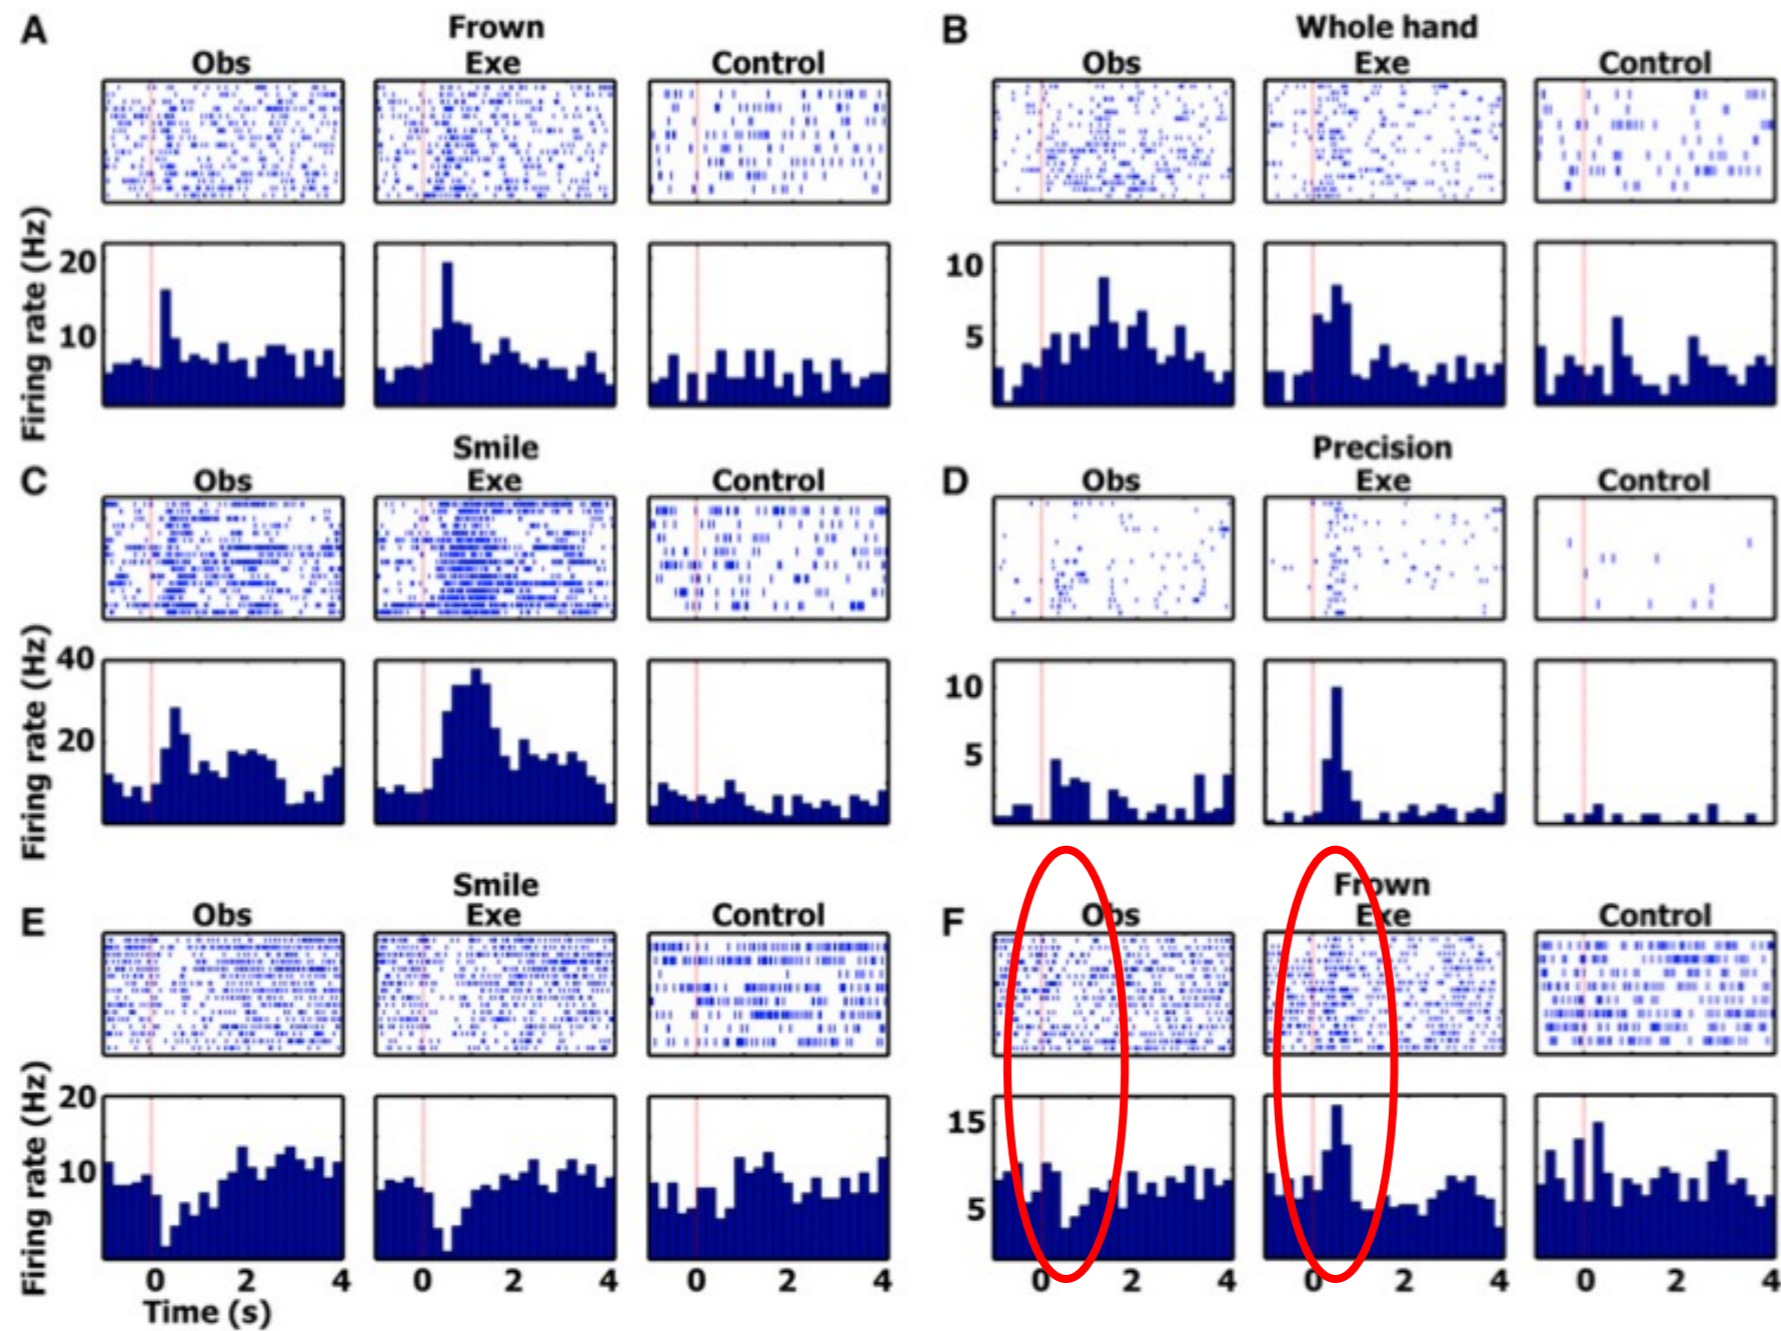 A Frown B Whole hand
Obs Exe Control Obs Exe Control
Firing rate (Hz)
20
10
10
5
C Smile D Precision
Obs Exe Control Obs Exe Control
Firing rate (Hz)
40
20
10
5
E Smile F Frown
Obs Exe Control Obs Exe Control
Firing rate (Hz)
20
10
15
5
0 2 4 0 2 4 0 2 4 0 2 4 0 2 4 0 2 4
Time (s)